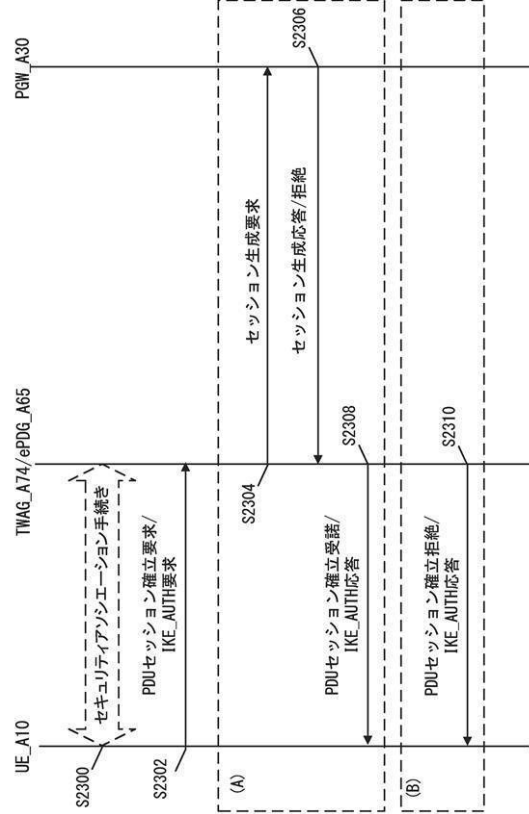 UE_A10
TWAG_A74/ePDG_A65
PGW_A30
S2300
セキュリティアソシエーション手続き
S2302
PDUセッション確立要求/
IKE_AUTH要求
(A)
S2304
セッション生成要求
セッション生成応答/拒絶
S2306
PDUセッション確立受諾/
IKE_AUTH応答
S2308
(B)
PDUセッション確立拒絶/
IKE_AUTH応答
S2310